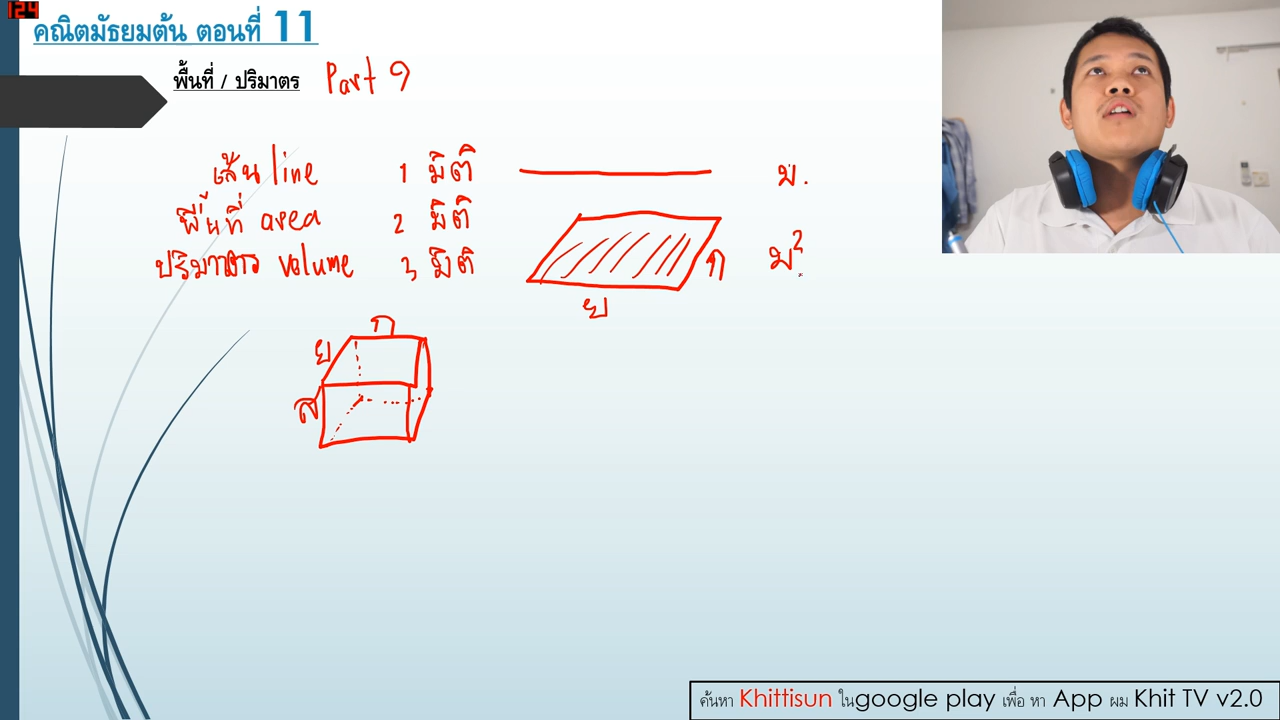 124
คณิตมัธยมต้น ตอนที่ 11
พื้นที่ / ปริมาตร Part 9
เส้น line 1 มิติ ม.
พื้นที่ area 2 มิติ ม²
ปริมาตร volume 3 มิติ
ก
ย
ก
ย
ส
ค้นหา Khittisun ในgoogle play เพื่อ หา App ผม Khit TV v2.0